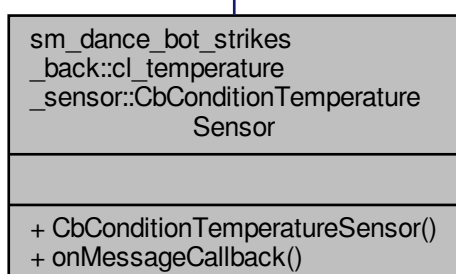 sm_dance_bot_strikes
_back::cl_temperature
_sensor::CbConditionTemperature
Sensor
+ CbConditionTemperatureSensor()
+ onMessageCallback()